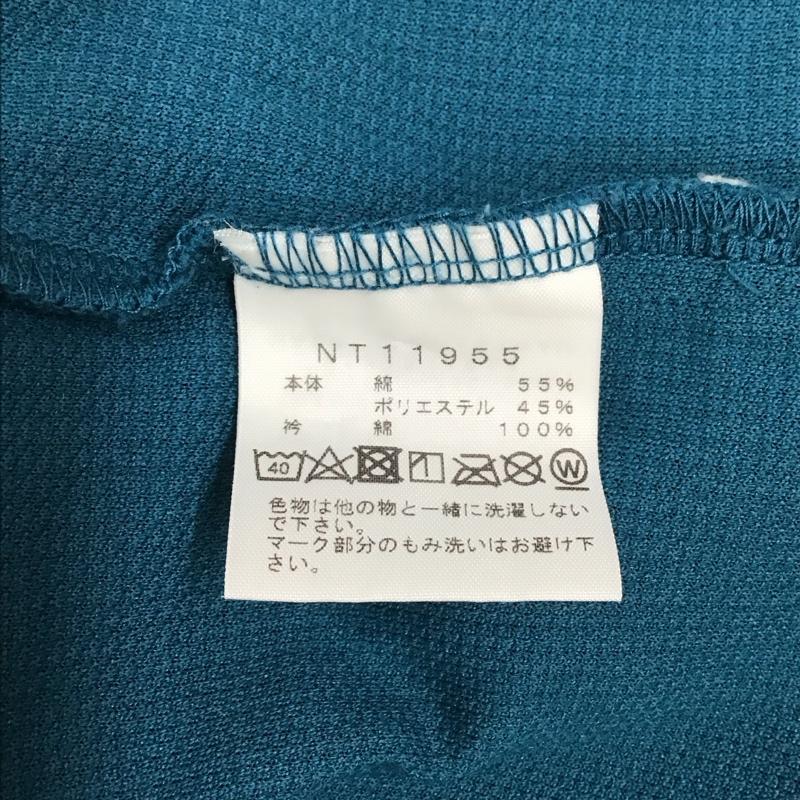 NT11955
本体 綿 55%
ポリエステル 45%
衿 綿 100%
40 W
色物は他の物と一緒に洗濯しない
で下さい。
マーク部分のもみ洗いはお避け下
さい。